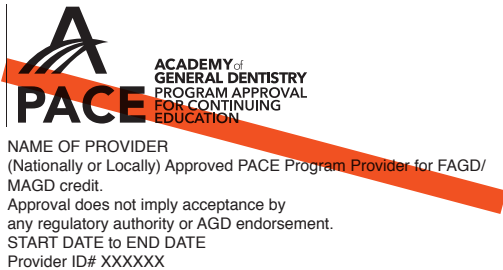 ACADEMY of
GENERAL DENTISTRY
PROGRAM APPROVAL
FOR CONTINUING
EDUCATION
PACE
NAME OF PROVIDER
(Nationally or Locally) Approved PACE Program Provider for FAGD/
MAGD credit.
Approval does not imply acceptance by
any regulatory authority or AGD endorsement.
START DATE to END DATE
Provider ID# XXXXXX